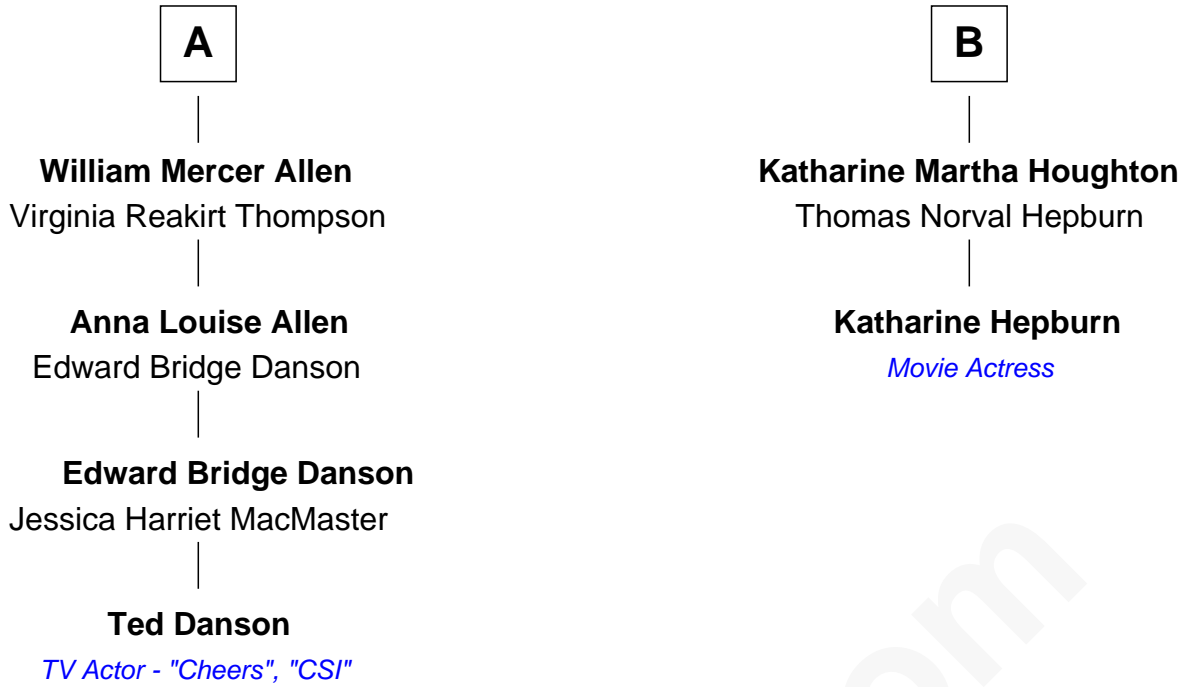 A
William Mercer Allen
Virginia Reakirt Thompson
Anna Louise Allen
Edward Bridge Danson
Edward Bridge Danson
Jessica Harriet MacMaster
Ted Danson
TV Actor - "Cheers", "CSI"
B
Katharine Martha Houghton
Thomas Norval Hepburn
Katharine Hepburn
Movie Actress
om